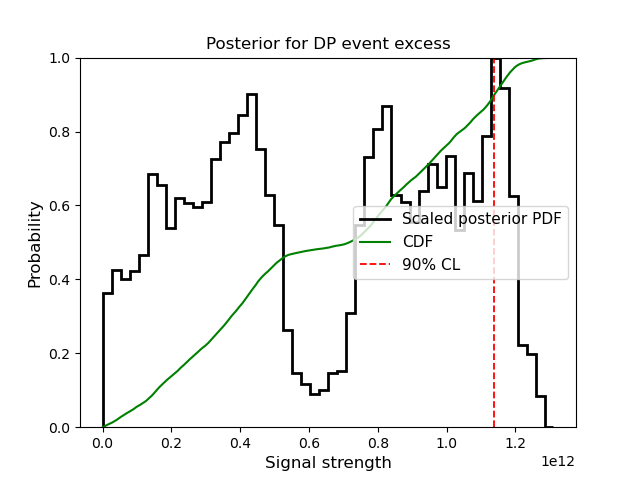 Posterior for DP event excess
Probability
1.0
0.8
0.6
0.4
0.2
0.0
Scaled posterior PDF
CDF
90% CL
0.0 0.2 0.4 0.6 0.8 1.0 1.2
1e12
Signal strength